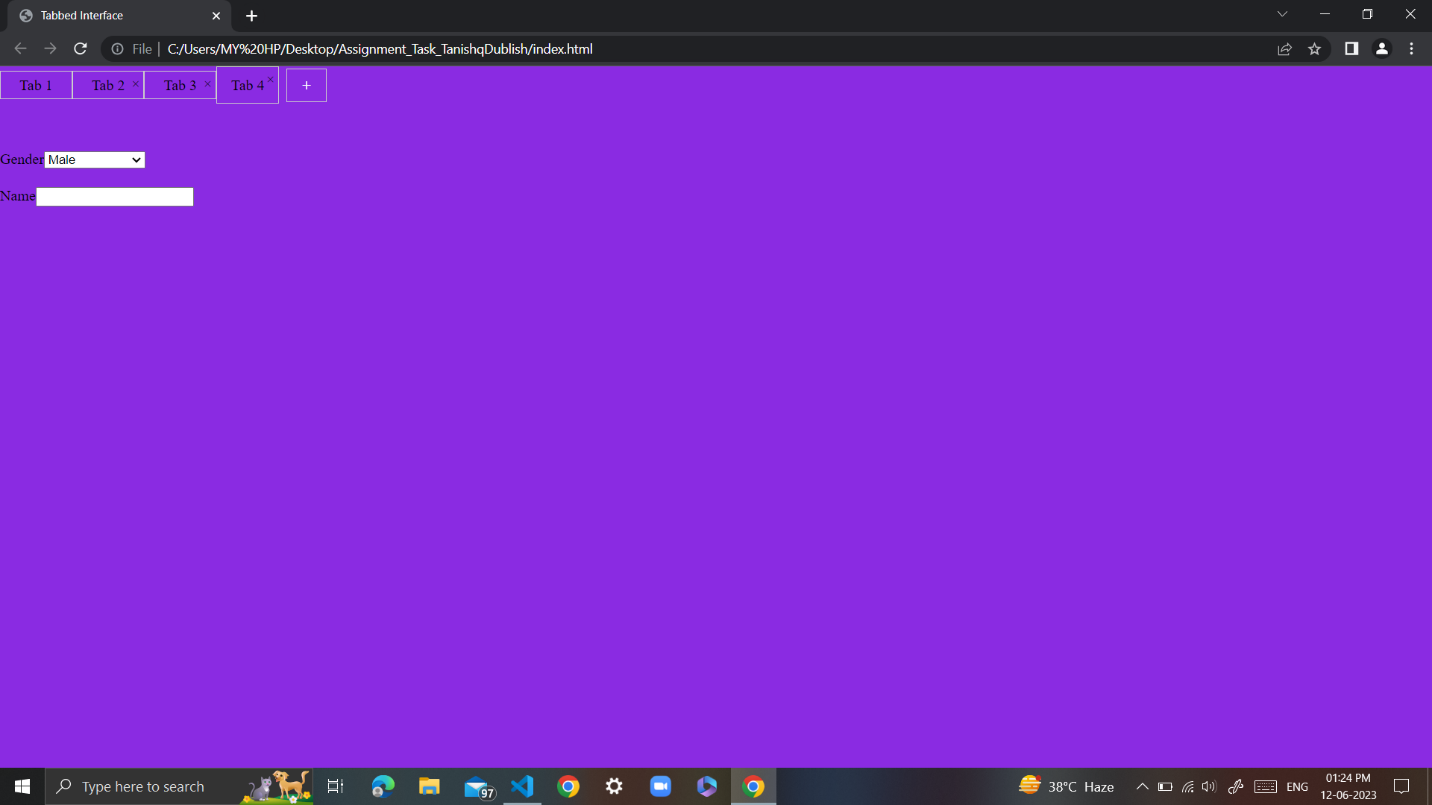 Tabbed Interface
File | C:/Users/MY%20HP/Desktop/Assignment_Task_TanishqDublish/index.html
Tab 1 Tab 2 × Tab 3 × Tab 4 × +
Gender Male
Name
Type here to search 97 38°C Haze ENG 01:24 PM
12-06-2023